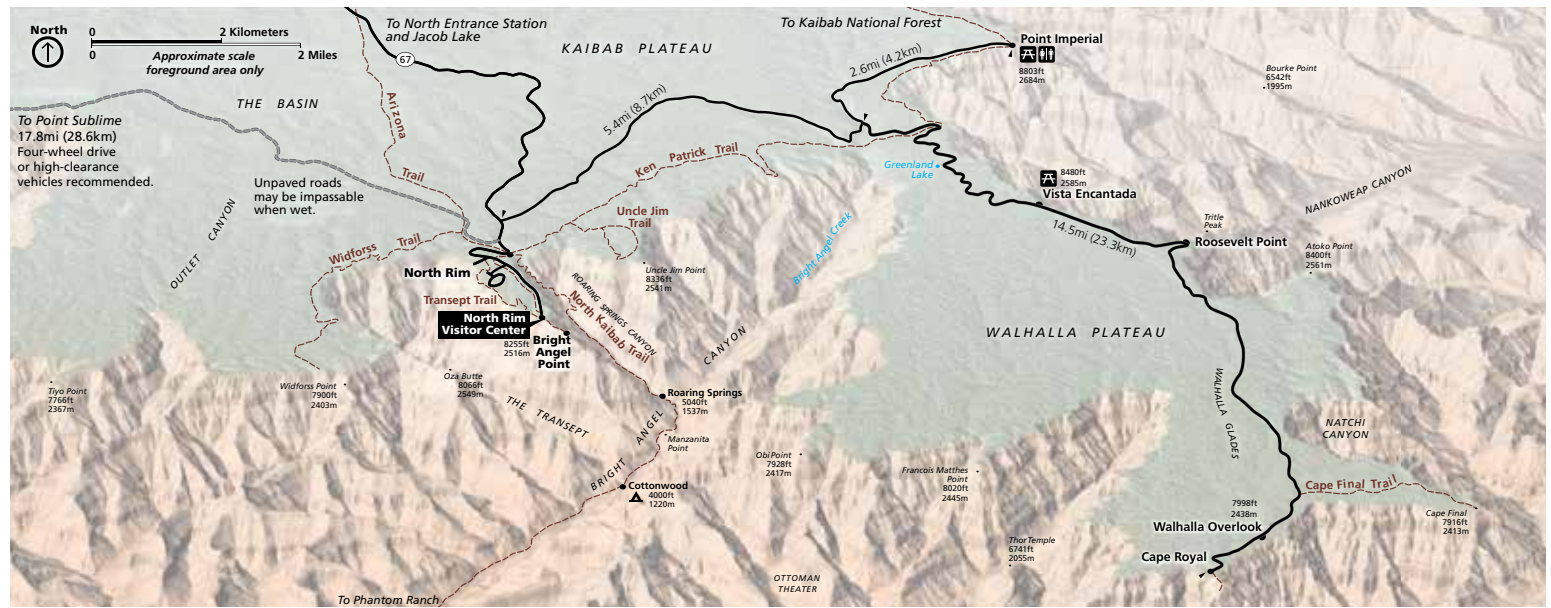 North
0
2 Kilometers
0
2 Miles
Approximate scale
foreground area only
To North Entrance Station
and Jacob Lake
67
KAIBAB PLATEAU
To Kaibab National Forest
Point Imperial
8803ft
2684m
2.6mi (4.2km)
Bourke Point
6542ft
1995m
THE BASIN
To Point Sublime
17.8mi (28.6km)
Four-wheel drive
or high-clearance
vehicles recommended.
Arizona
Trail
5.4mi (8.7km)
Ken Patrick Trail
Greenland
Lake
8480ft
2585m
Vista Encantada
NANKOWEAP CANYON
Unpaved roads
may be impassable
when wet.
OUTLET CANYON
Uncle Jim
Trail
Bright Angel Creek
14.5mi (23.3km)
Tritle
Peak
Roosevelt Point
Atoko Point
8400ft
2561m
Widforss Trail
North Rim
Uncle Jim Point
8336ft
2541m
ROARING SPRINGS CANYON
North Kaibab Trail
Transept Trail
North Rim
Visitor Center
8255ft
2516m
Bright
Angel
Point
WALHALLA PLATEAU
Tiyo Point
7766ft
2367m
Widforss Point
7900ft
2403m
Oza Butte
8066ft
2549m
THE TRANSEPT
Roaring Springs
5040ft
1537m
BRIGHT ANGEL CANYON
Manzanita
Point
WALHALLA GLADES
NATCHI
CANYON
Obi Point
7928ft
2417m
Francois Matthes
Point
8020ft
2445m
Cottonwood
4000ft
1220m
Cape Final Trail
Cape Final
7916ft
2413m
7998ft
2438m
Walhalla Overlook
Thor Temple
6741ft
2055m
Cape Royal
OTTOMAN
THEATER
To Phantom Ranch